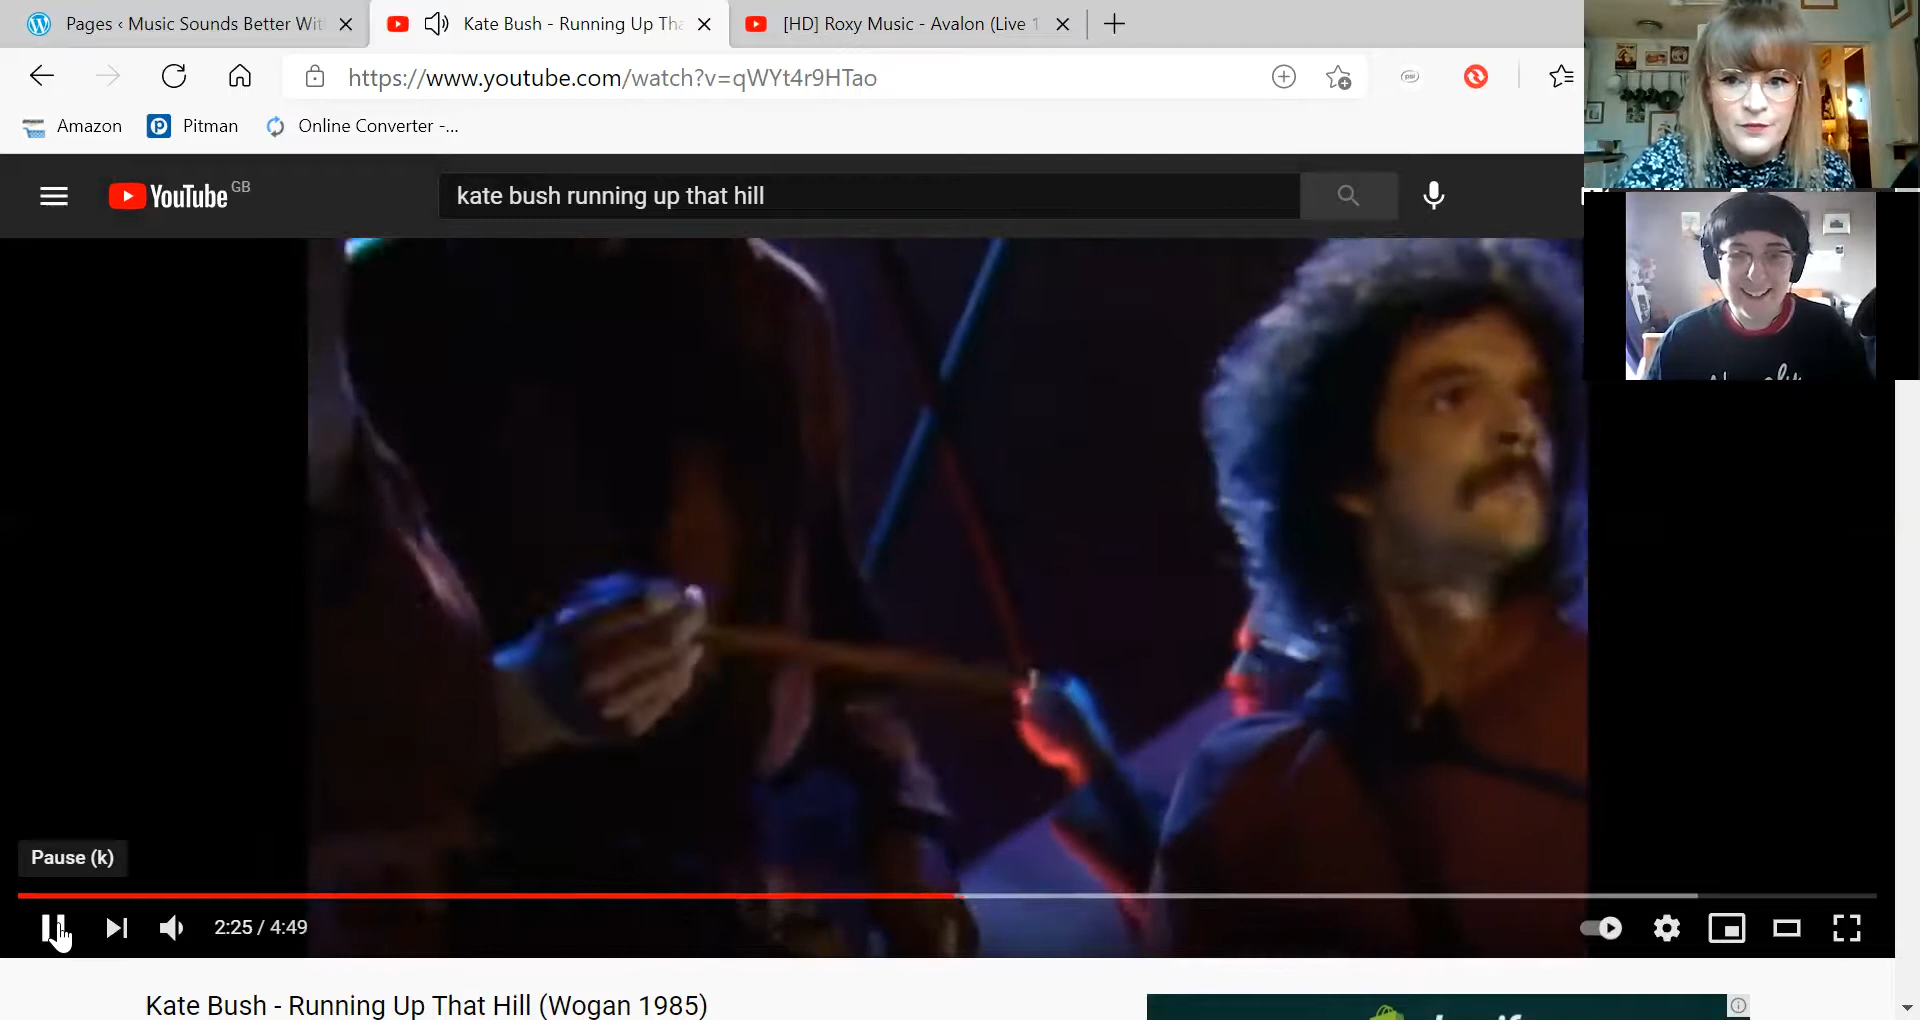 Pages ‹ Music Sounds Better Wit
Kate Bush - Running Up Tha
[HD] Roxy Music - Avalon (Live 1
https://www.youtube.com/watch?v=qWYt4r9HTao
psi
Amazon
Pitman
Online Converter -...
YouTube GB
kate bush running up that hill
Pause (k)
2:25 / 4:49
Kate Bush - Running Up That Hill (Wogan 1985)